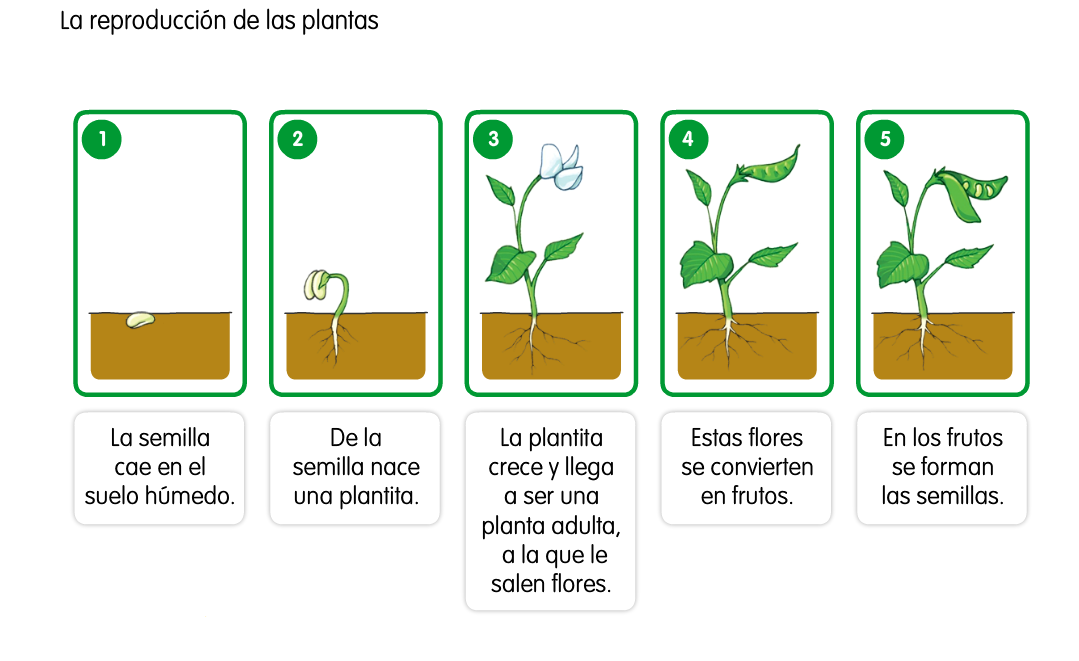 La reproducción de las plantas
1
2
3
4
5
La semilla
cae en el
suelo húmedo.
De la
semilla nace
una plantita.
La plantita
crece y llega
a ser una
planta adulta,
a la que le
salen flores.
Estas flores
se convierten
en frutos.
En los frutos
se forman
las semillas.